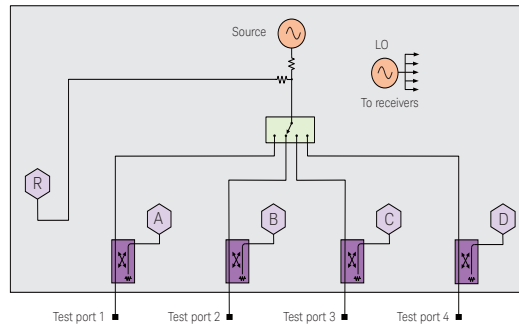 Source
LO
To receivers
R
A
B
C
D
Test port 1
Test port 2
Test port 3
Test port 4